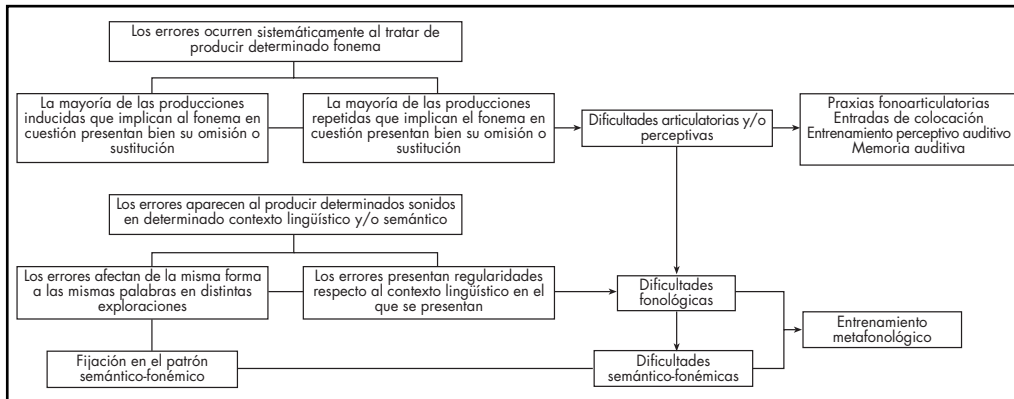 Los errores ocurren sistemáticamente al tratar de
producir determinado fonema
La mayoría de las producciones
inducidas que implican al fonema en
cuestión presentan bien su omisión o
sustitución
La mayoría de las producciones
repetidas que implican el fonema en
cuestión presentan bien su omisión o
sustitución
Dificultades articulatorias y/o
perceptivas
Praxias fonoarticulatorias
Entradas de colocación
Entrenamiento perceptivo auditivo
Memoria auditiva
Los errores aparecen al producir determinados sonidos
en determinado contexto lingüístico y/o semántico
Los errores afectan de la misma forma
a las mismas palabras en distintas
exploraciones
Los errores presentan regularidades
respecto al contexto lingüístico en el
que se presentan
Dificultades
fonológicas
Entrenamiento
metafonológico
Fijación en el patrón
semántico-fonémico
Dificultades
semántico-fonémicas